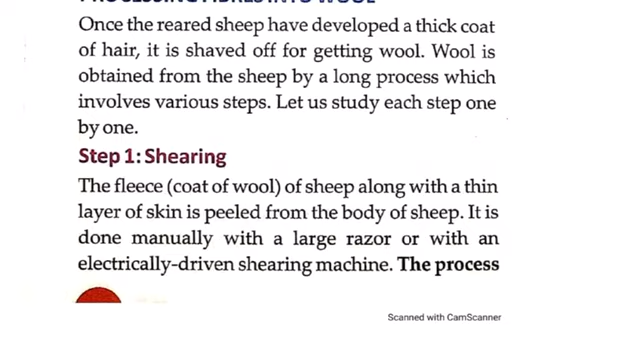 PROCESSING FIBRES INTO WOOL
Once the reared sheep have developed a thick coat
of hair, it is shaved off for getting wool. Wool is
obtained from the sheep by a long process which
involves various steps. Let us study each step one
by one.
Step 1: Shearing
The fleece (coat of wool) of sheep along with a thin
layer of skin is peeled from the body of sheep. It is
done manually with a large razor or with an
electrically-driven shearing machine. The process
Scanned with CamScanner